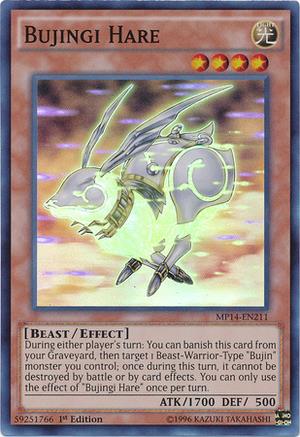 Bujingi Hare
LIGHT
光
MP14-EN211
[Beast / Effect]
During either player's turn: You can banish this card from
your Graveyard, then target 1 Beast-Warrior-Type "Bujin"
monster you control; once during this turn, it cannot be
destroyed by battle or by card effects. You can only use
the effect of "Bujingi Hare" once per turn.
ATK/1700 DEF/ 500
59251766 1st Edition ©1996 KAZUKI TAKAHASHI